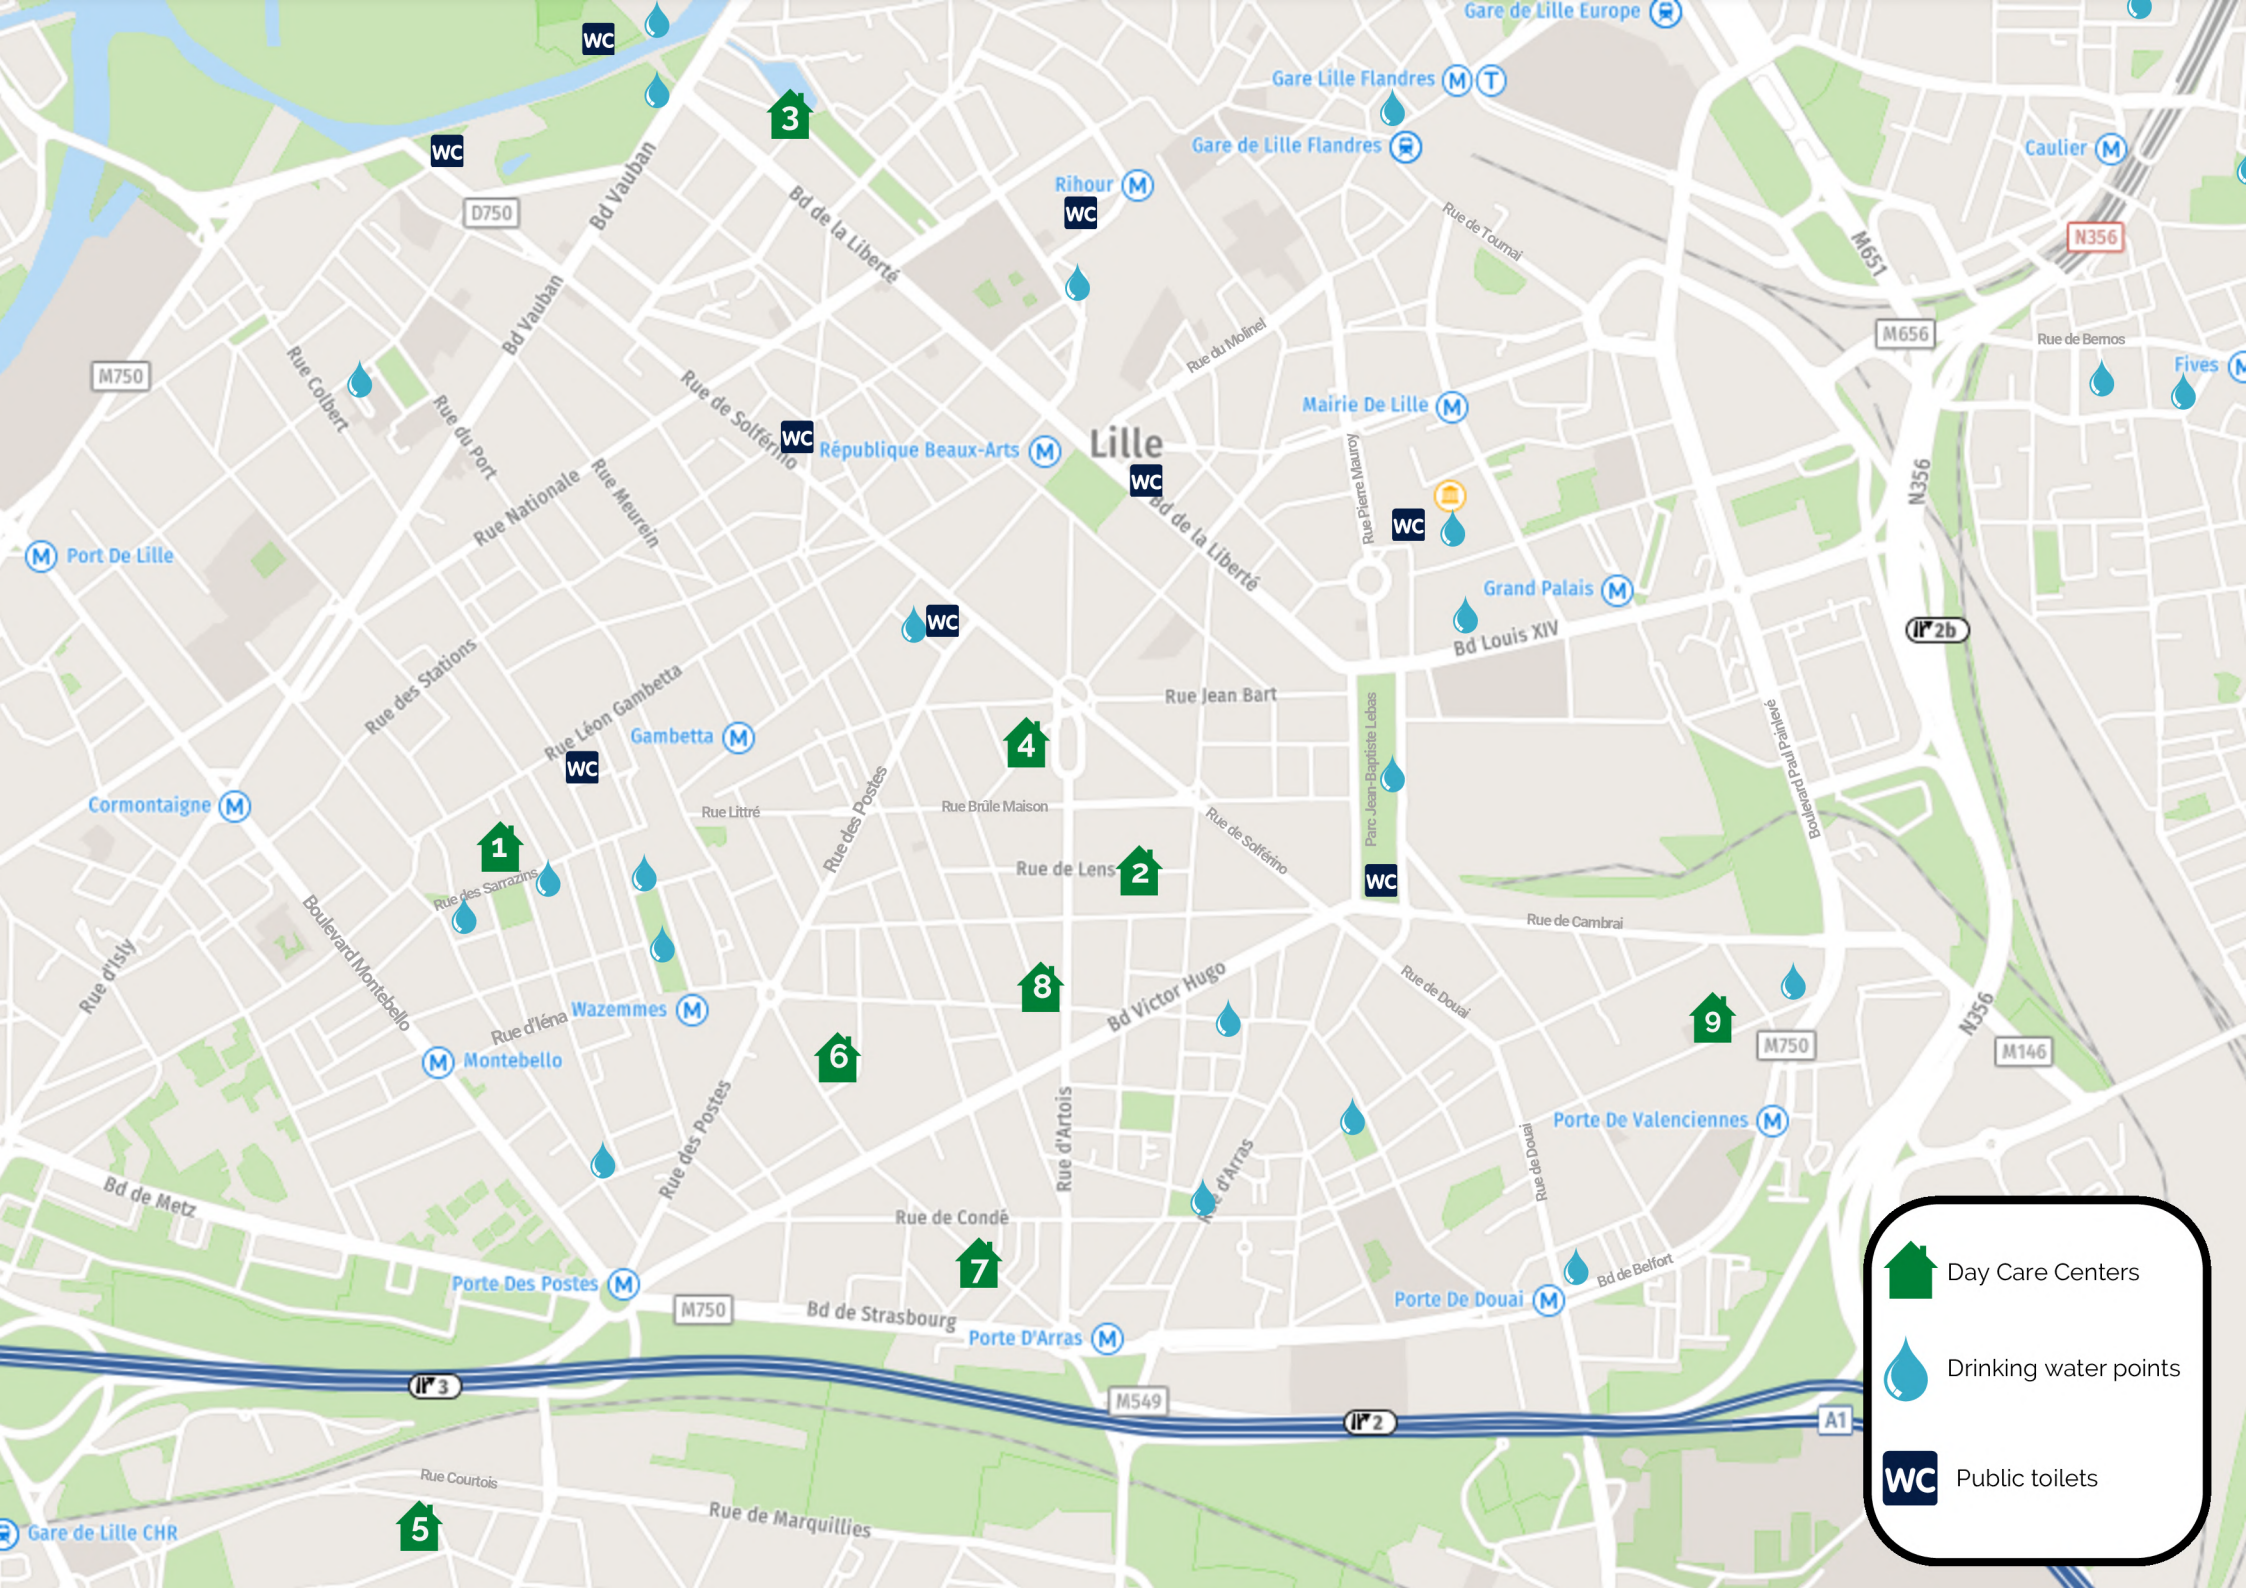 Gare de Lille Europe
WC
Gare Lille Flandres
M
T
3
Gare de Lille Flandres
Caulier
M
WC
Bd Vauban
Rihour
M
WC
D750
Bd de la Liberté
Rue de Tournai
N356
M651
Bd Vauban
M656
Rue du Molinel
Rue de Bernos
Fives
M
M750
Rue Colbert
Rue du Port
Rue de Solférino
WC
République Beaux-Arts
M
Lille
WC
Mairie De Lille
M
Rue Pierre Mauroy
WC
Rue Nationale
Rue Meurein
Bd de la Liberté
N356
M
Port De Lille
Grand Palais
M
WC
Bd Louis XIV
2b
Rue des Stations
Rue Léon Gambetta
Rue Jean Bart
Parc Jean-Baptiste Lebas
Boulevard Paul Painlevé
Gambetta
M
4
WC
Cormontaigne
M
Rue Littré
Rue des Postes
Rue Brûle Maison
Rue de Solférino
1
Rue des Sarrazins
Rue de Lens
2
WC
Rue de Cambrai
Boulevard Montebello
Rue d'Isly
8
Bd Victor Hugo
Rue de Douai
9
N356
Rue d'Iéna
Wazemmes
M
6
M750
M146
M
Montebello
Rue des Postes
Rue d'Artois
Rue d'Arras
Rue de Douai
Porte De Valenciennes
M
Bd de Metz
Rue de Condé
7
Bd de Belfort
Porte Des Postes
M
M750
Bd de Strasbourg
Porte D'Arras
M
Porte De Douai
M
3
M549
2
A1
Rue Courtois
5
Rue de Marquillies
Gare de Lille CHR
Day Care Centers
Drinking water points
WC
Public toilets